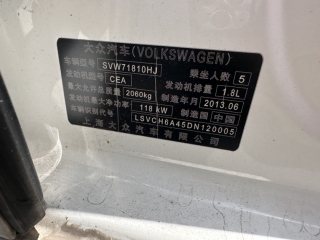 大众汽车(VOLKSWAGEN)
车辆型号 SVW71810HJ 乘坐人数 5
发动机型号 CEA 发动机排量 1.8L
最大允许总质量 2060kg 制造年月 2013.06
发动机最大净功率 118 kW 制造国 中国
车辆识别代号 LSVCH6A45DN120005
上海大众汽车有限公司